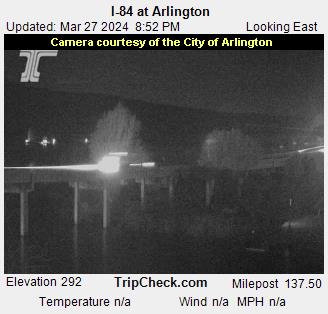 I-84 at Arlington
Updated: Mar 27 2024 8:52 PM Looking East
Camera courtesy of the City of Arlington
Elevation 292 TripCheck.com Milepost 137.50
Temperature n/a Wind n/a MPH n/a